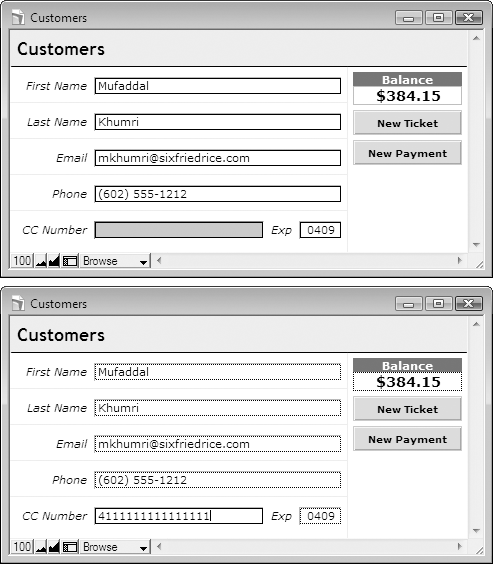 Customers
Customers
First Name Mufaddal
Last Name Khumri
Email mkhumri@sixfriedrice.com
Phone (602) 555-1212
CC Number Exp 0409
Balance
$384.15
New Ticket
New Payment
100 Browse
Customers
Customers
First Name Mufaddal
Last Name Khumri
Email mkhumri@sixfriedrice.com
Phone (602) 555-1212
CC Number 4111111111111111 Exp 0409
Balance
$384.15
New Ticket
New Payment
100 Browse